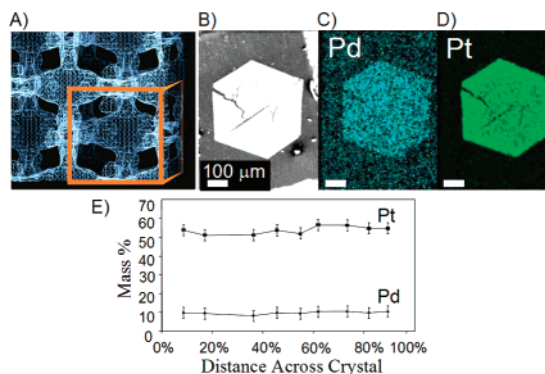 A)
B)
C)
D)
Pd
Pt
100 μm
E)
Pt
Pd
Mass %
70
60
50
40
30
20
10
0
0%
20%
40%
60%
80%
100%
Distance Across Crystal